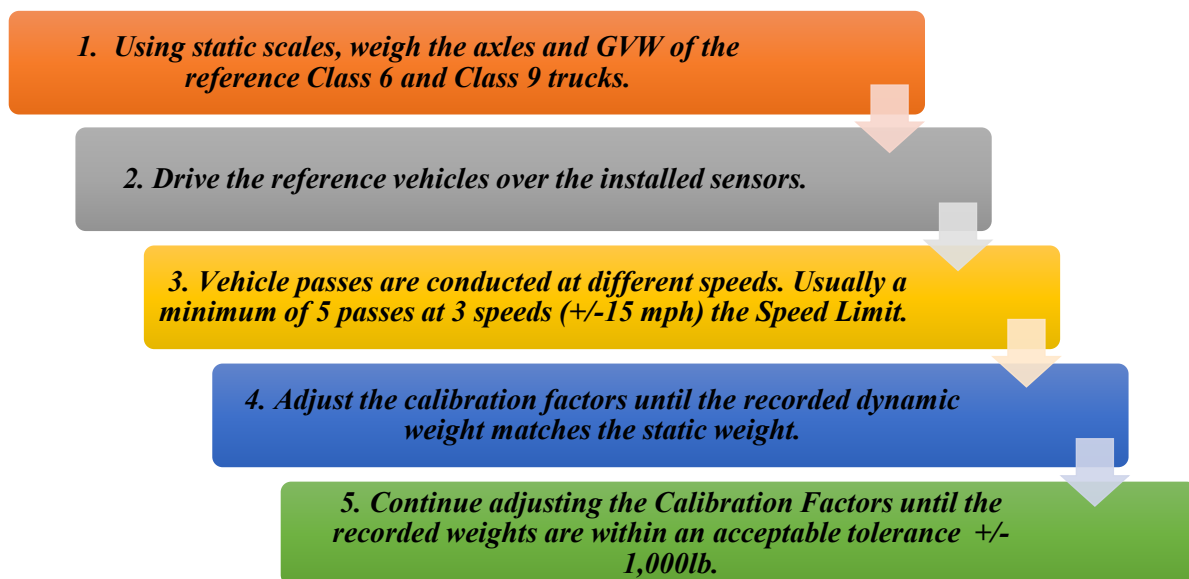 1. Using static scales, weigh the axles and GVW of the
reference Class 6 and Class 9 trucks.
2. Drive the reference vehicles over the installed sensors.
3. Vehicle passes are conducted at different speeds. Usually a
minimum of 5 passes at 3 speeds (+/-15 mph) the Speed Limit.
4. Adjust the calibration factors until the recorded dynamic
weight matches the static weight.
5. Continue adjusting the Calibration Factors until the
recorded weights are within an acceptable tolerance +/-
1,000lb.